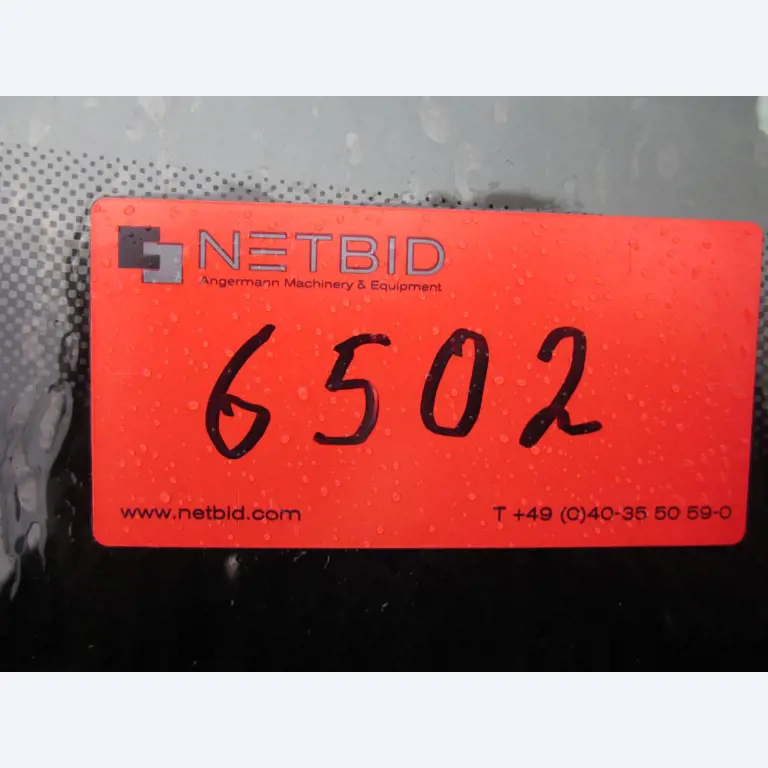 NETBID
Angermann Machinery & Equipment
6502
www.netbid.com T +49 (0)40-35 50 59-0